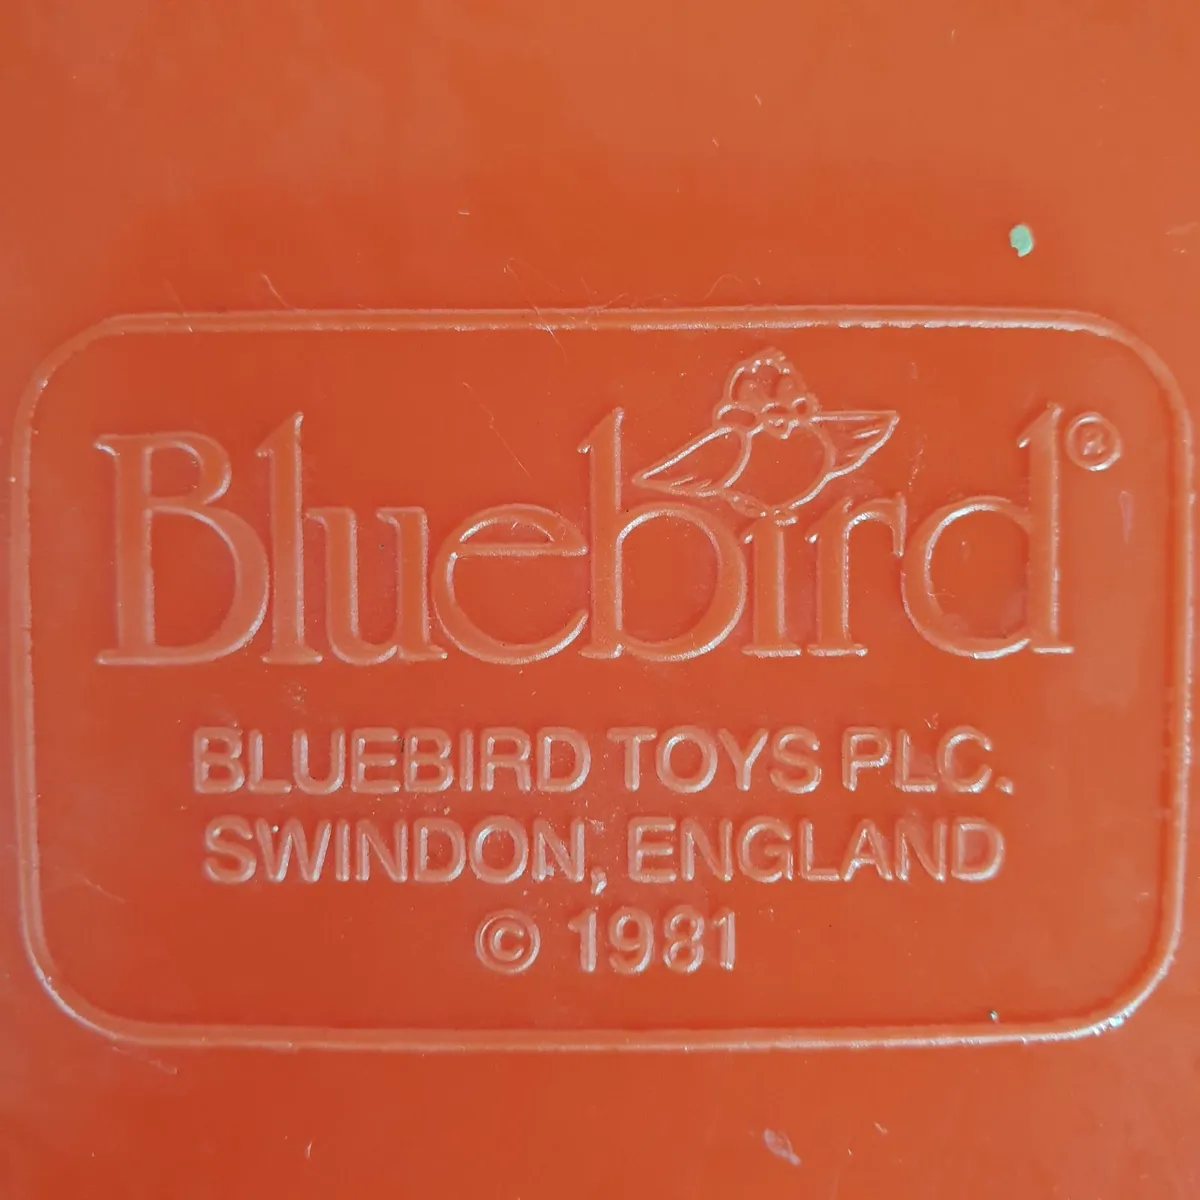 Bluebird®
BLUEBIRD TOYS PLC.
SWINDON, ENGLAND
© 1981